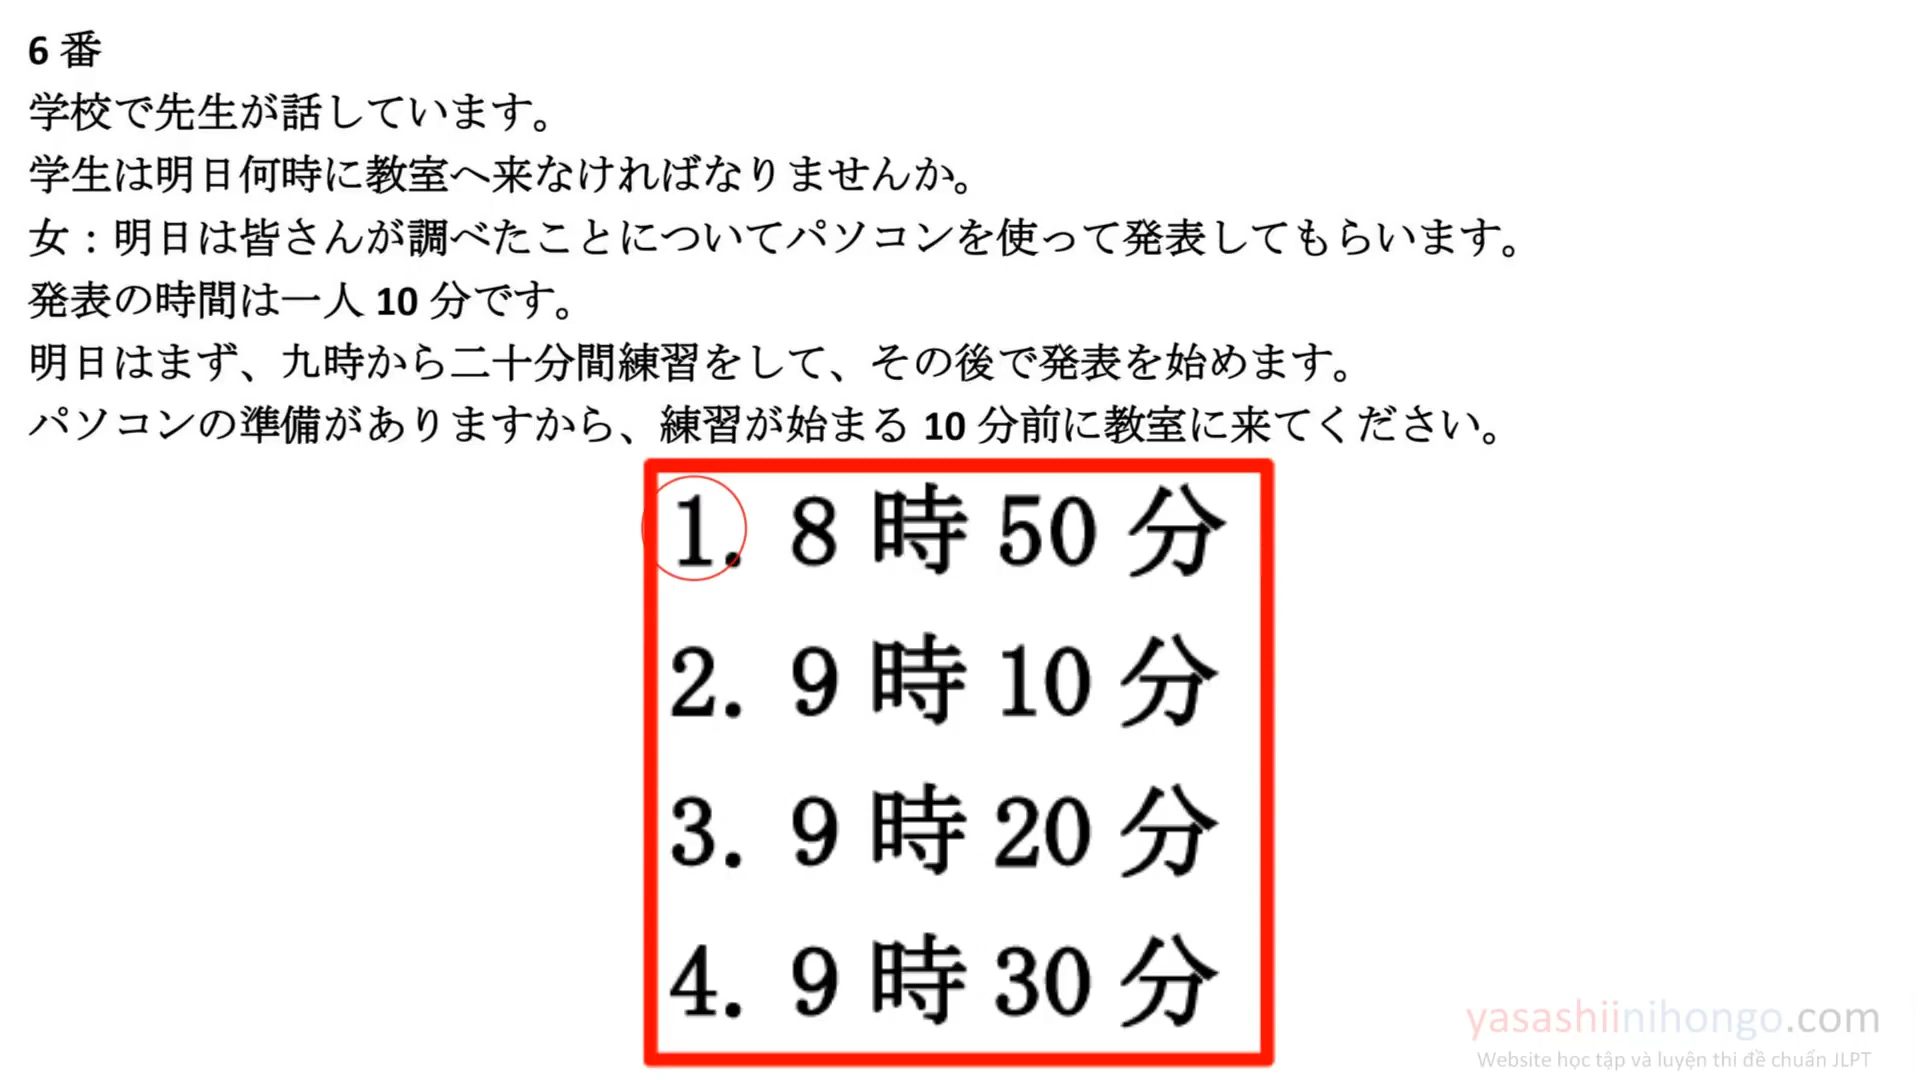 6 番
学校で先生が話しています。
学生は明日何時に教室へ来なければなりませんか。
女：明日は皆さんが調べたことについてパソコンを使って発表してもらいます。
発表の時間は一人 10 分です。
明日はまず、九時から二十分間練習をして、その後で発表を始めます。
パソコンの準備がありますから、練習が始まる 10 分前に教室に来てください。
1. 8 時 50 分
2. 9 時 10 分
3. 9 時 20 分
4. 9 時 30 分
yasashiinihongo.com
Website học tập và luyện thi đề chuẩn JLPT